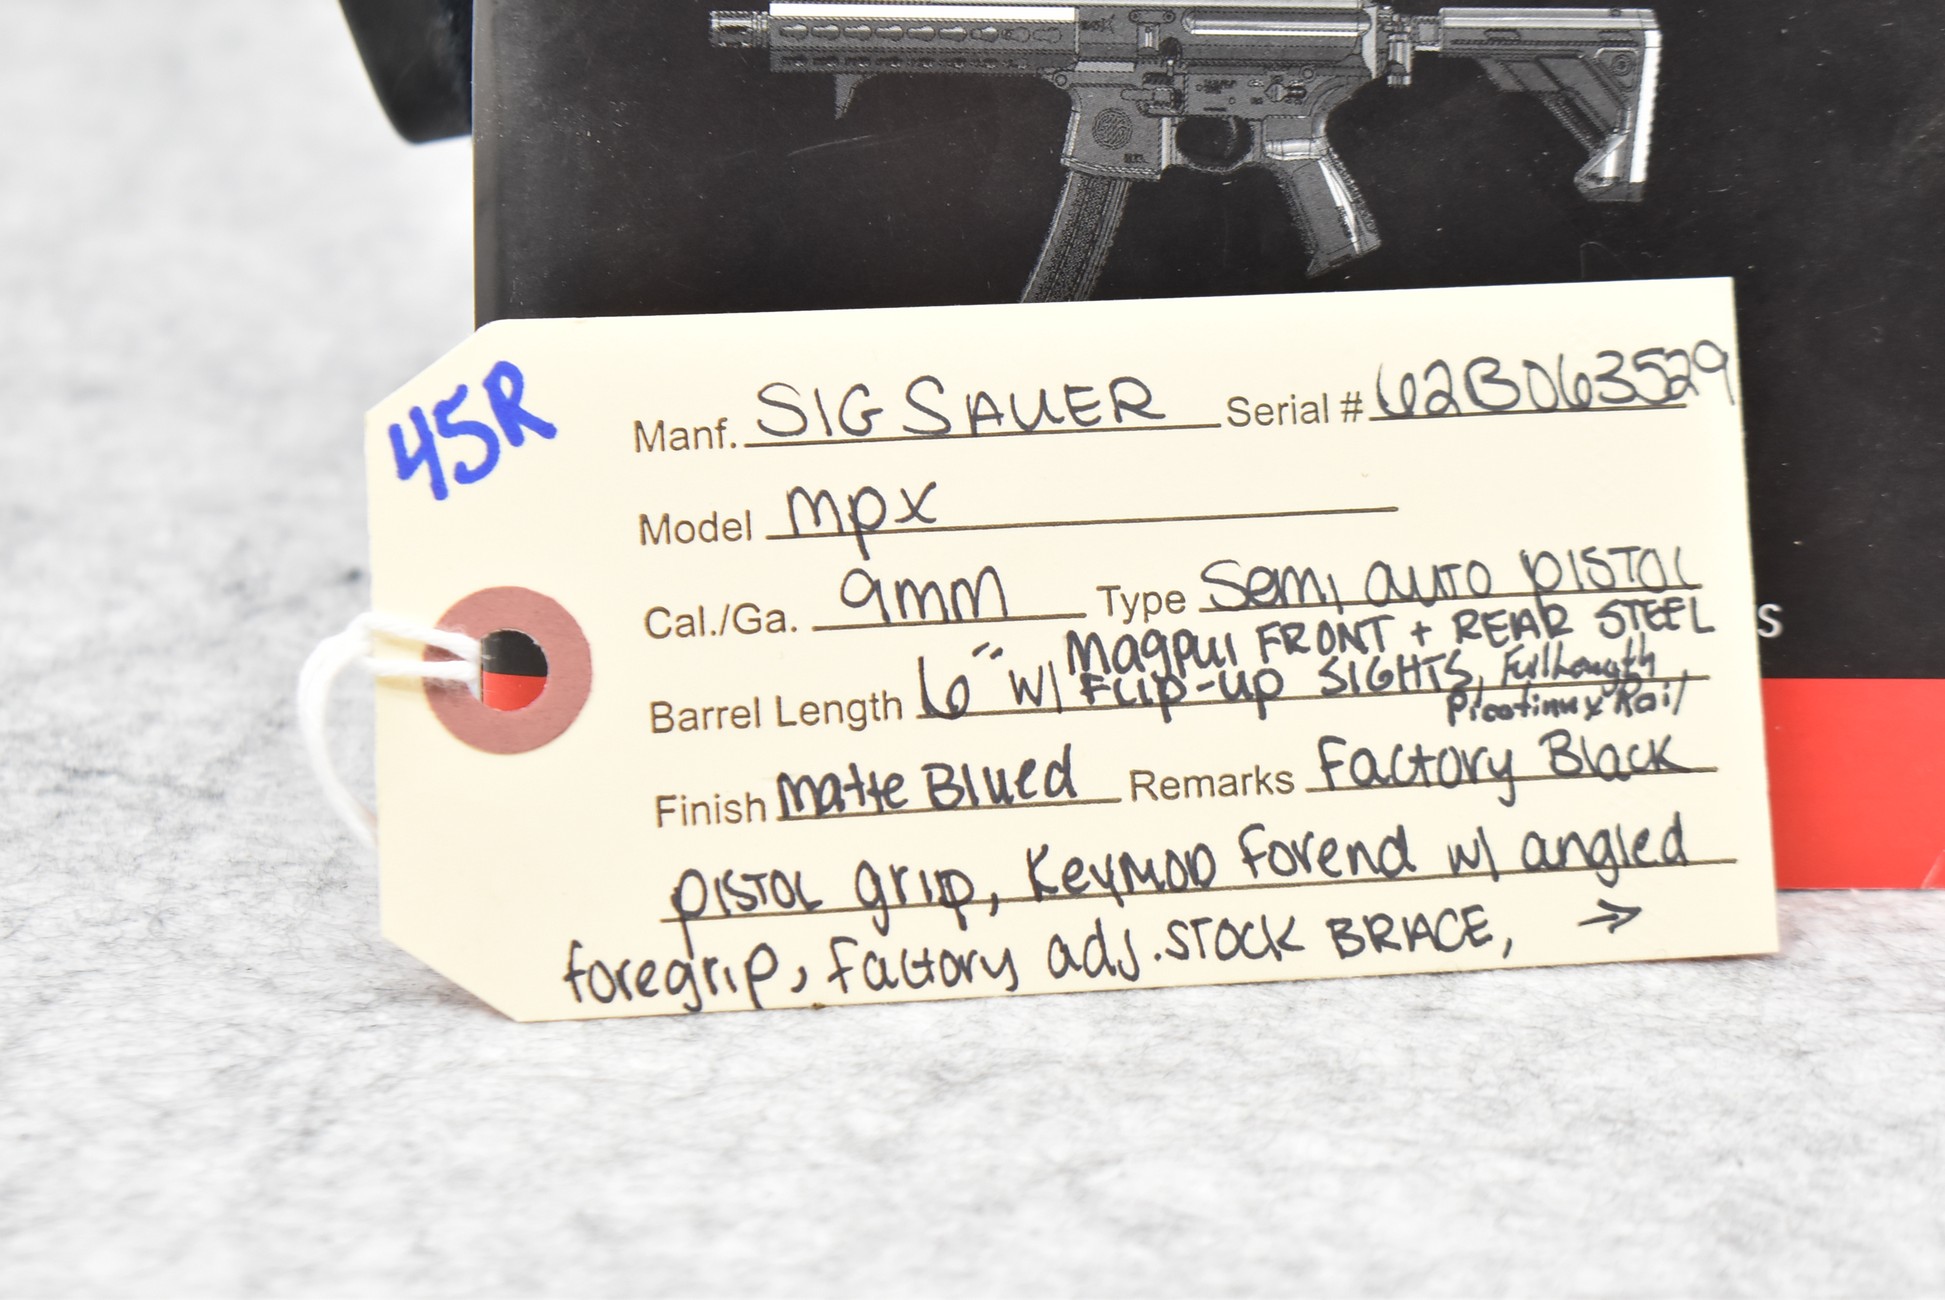 45R
Manf. SIG SAUER Serial # 62B063529
Model MPX
Cal./Ga. 9mm Type Semi auto PISTOL
Barrel Length 6" w/ Magpul FRONT + REAR STEEL
FLIP-UP SIGHTS, Full Length
Picatinny Rail
Finish Matte Blued Remarks Factory Black
PISTOL grip, KeyMOD Forend w/ angled
foregrip, Factory adj. STOCK BRACE, →
s